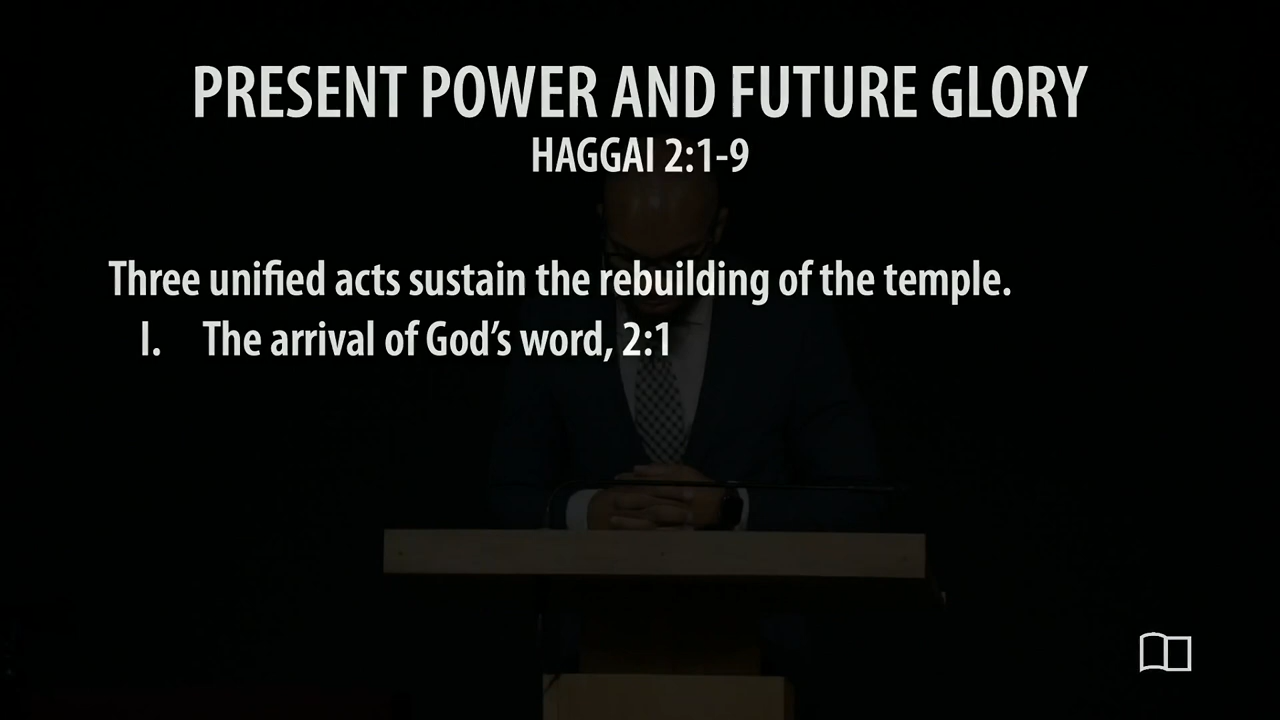 PRESENT POWER AND FUTURE GLORY
HAGGAI 2:1-9
Three unified acts sustain the rebuilding of the temple.
I. The arrival of God’s word, 2:1